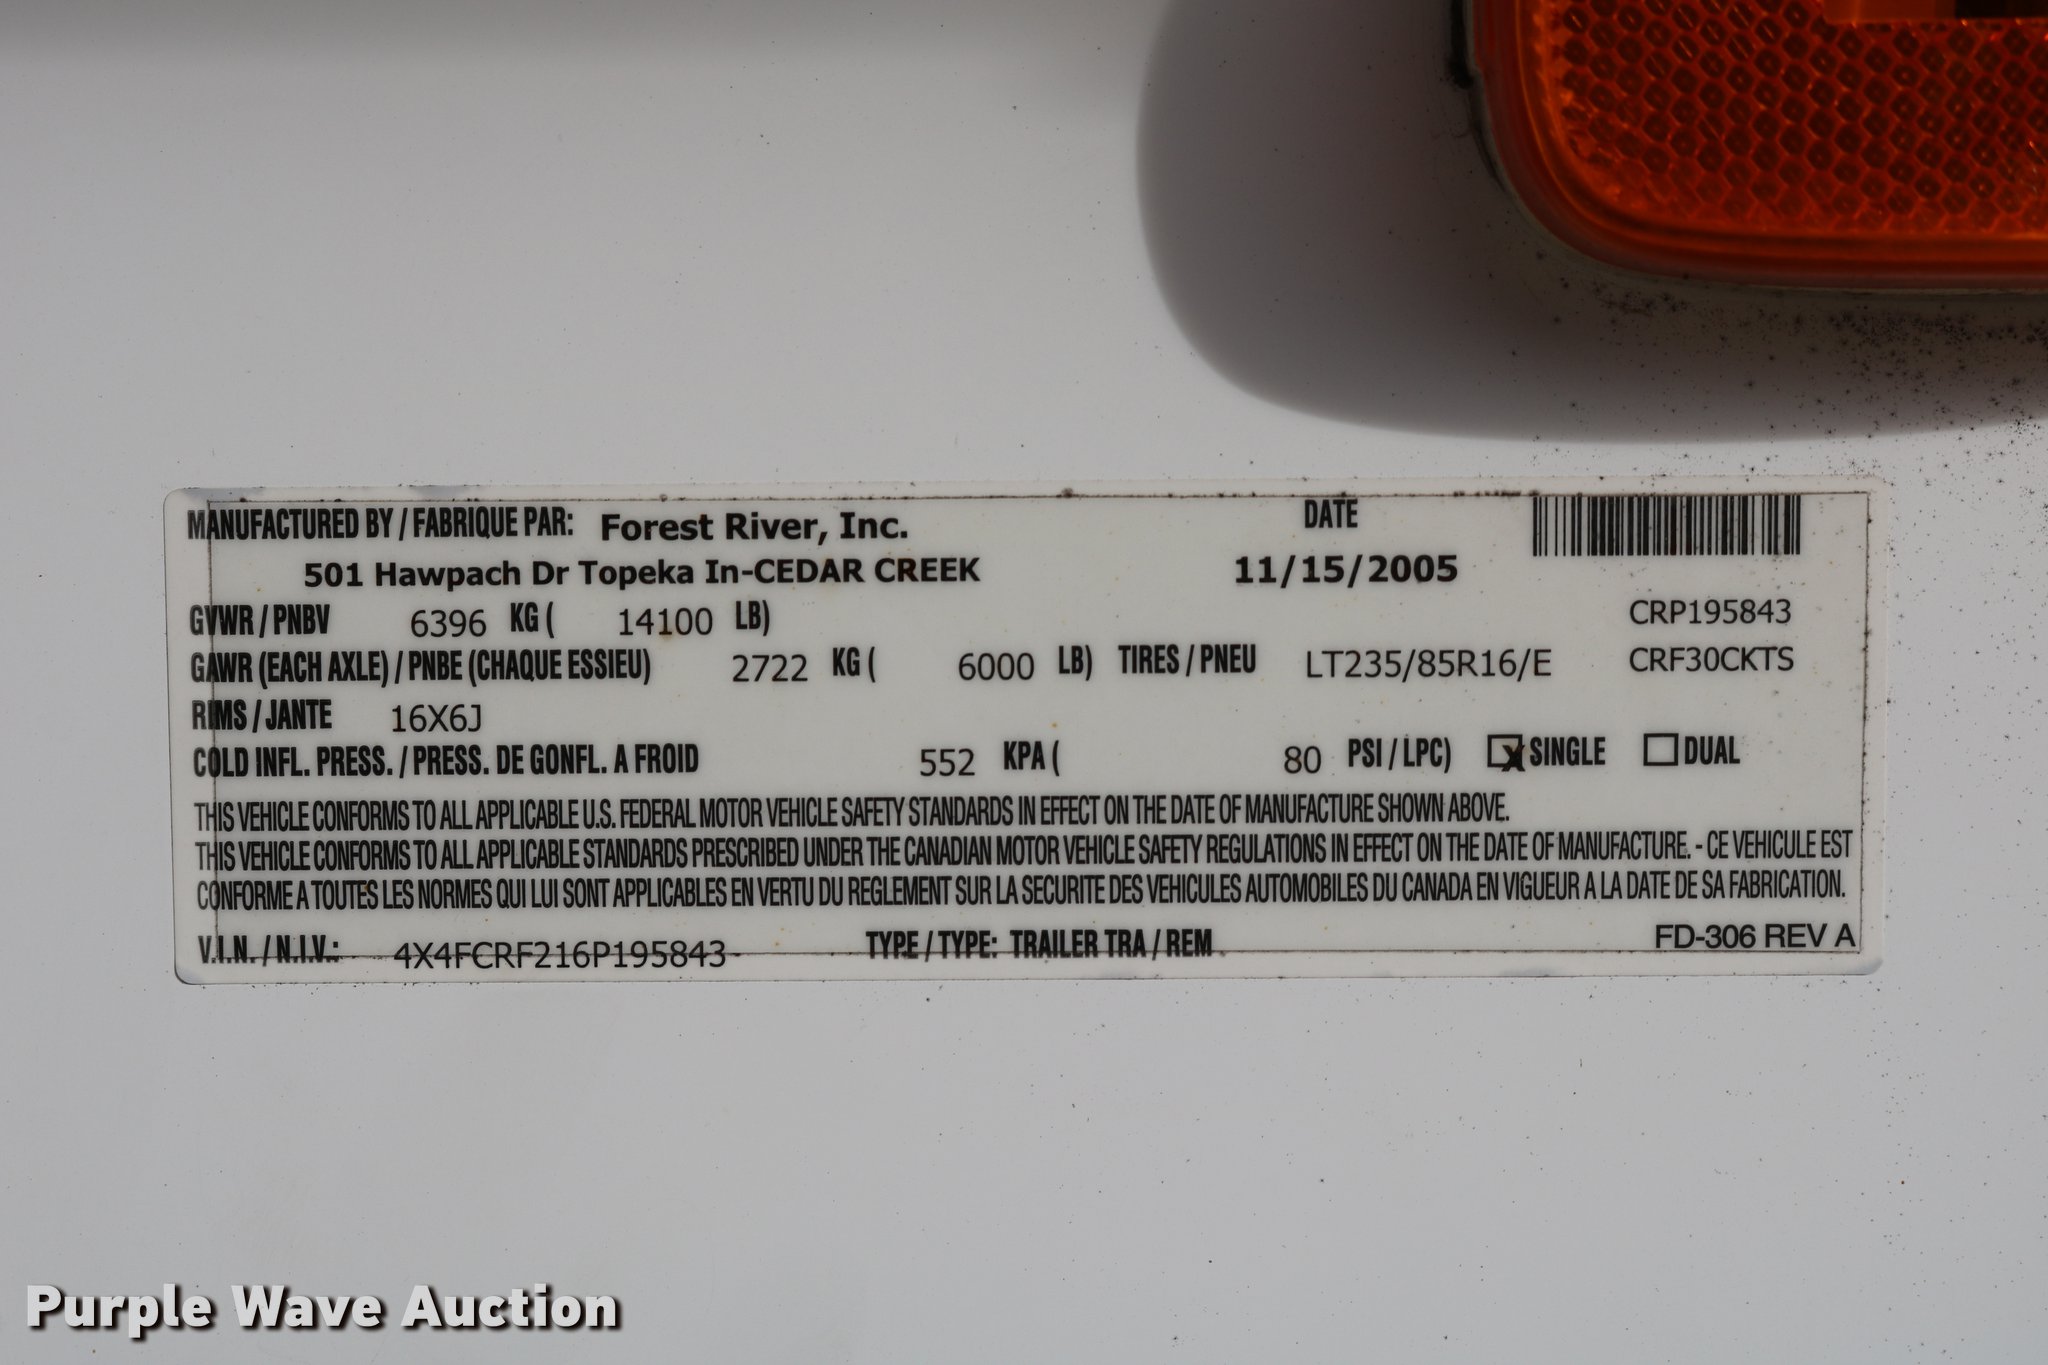 MANUFACTURED BY / FABRIQUE PAR: Forest River, Inc. DATE
501 Hawpach Dr Topeka In-CEDAR CREEK 11/15/2005
GVWR / PNBV 6396 KG ( 14100 LB) CRP195843
GAWR (EACH AXLE) / PNBE (CHAQUE ESSIEU) 2722 KG ( 6000 LB) TIRES / PNEU LT235/85R16/E CRF30CKTS
RIMS / JANTE 16X6J
COLD INFL. PRESS. / PRESS. DE GONFL. A FROID 552 KPA ( 80 PSI / LPC) X SINGLE DUAL
THIS VEHICLE CONFORMS TO ALL APPLICABLE U.S. FEDERAL MOTOR VEHICLE SAFETY STANDARDS IN EFFECT ON THE DATE OF MANUFACTURE SHOWN ABOVE.
THIS VEHICLE CONFORMS TO ALL APPLICABLE STANDARDS PRESCRIBED UNDER THE CANADIAN MOTOR VEHICLE SAFETY REGULATIONS IN EFFECT ON THE DATE OF MANUFACTURE. - CE VEHICULE EST
CONFORME A TOUTES LES NORMES QUI LUI SONT APPLICABLES EN VERTU DU REGLEMENT SUR LA SECURITE DES VEHICULES AUTOMOBILES DU CANADA EN VIGUEUR A LA DATE DE SA FABRICATION.
V.I.N. / N.I.V.: 4X4FCRF216P195843 TYPE / TYPE: TRAILER TRA / REM FD-306 REV A
Purple Wave Auction